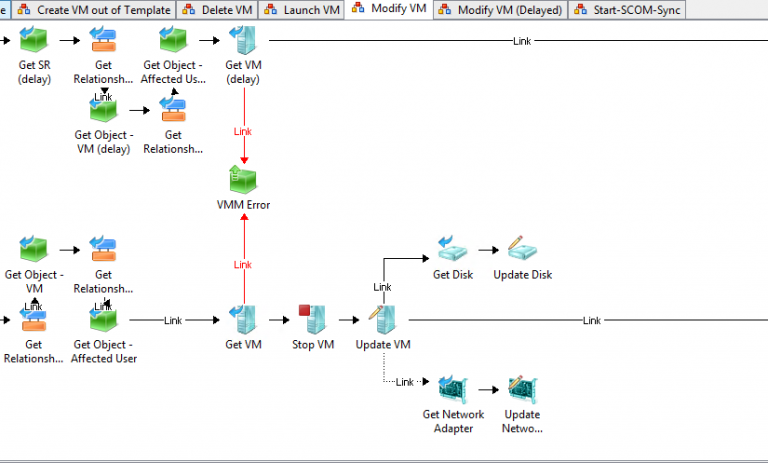 e
Create VM out of Template
Delete VM
Launch VM
Modify VM
Modify VM (Delayed)
Start-SCOM-Sync
Get SR
(delay)
Get
Relationsh...
Get Object -
Affected Us...
Get VM
(delay)
Link
Link
Get Object -
VM (delay)
Get
Relationsh...
Link
VMM Error
Link
Get Object -
VM
Get
Relationsh...
Get Disk
Update Disk
Link
Link
Link
Link
Link
Get
Relationsh...
Get Object -
Affected User
Get VM
Stop VM
Update VM
Link
Get Network
Adapter
Update
Netwo...